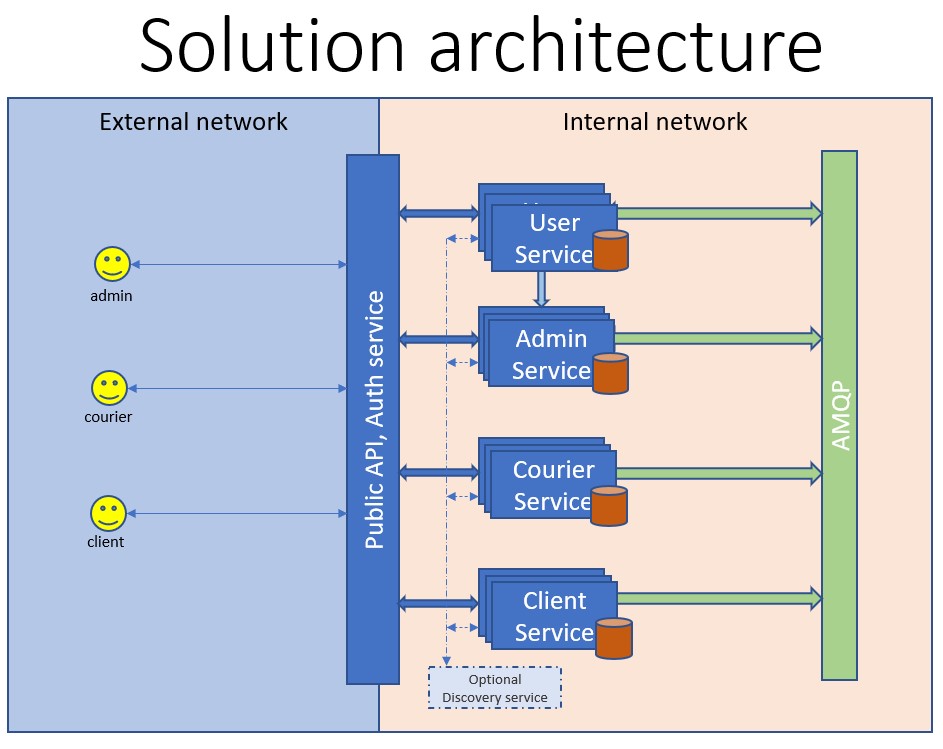 Solution architecture
External network
Internal network
admin
courier
client
Public API, Auth service
User
Service
Admin
Service
Courier
Service
Client
Service
AMQP
Optional
Discovery service